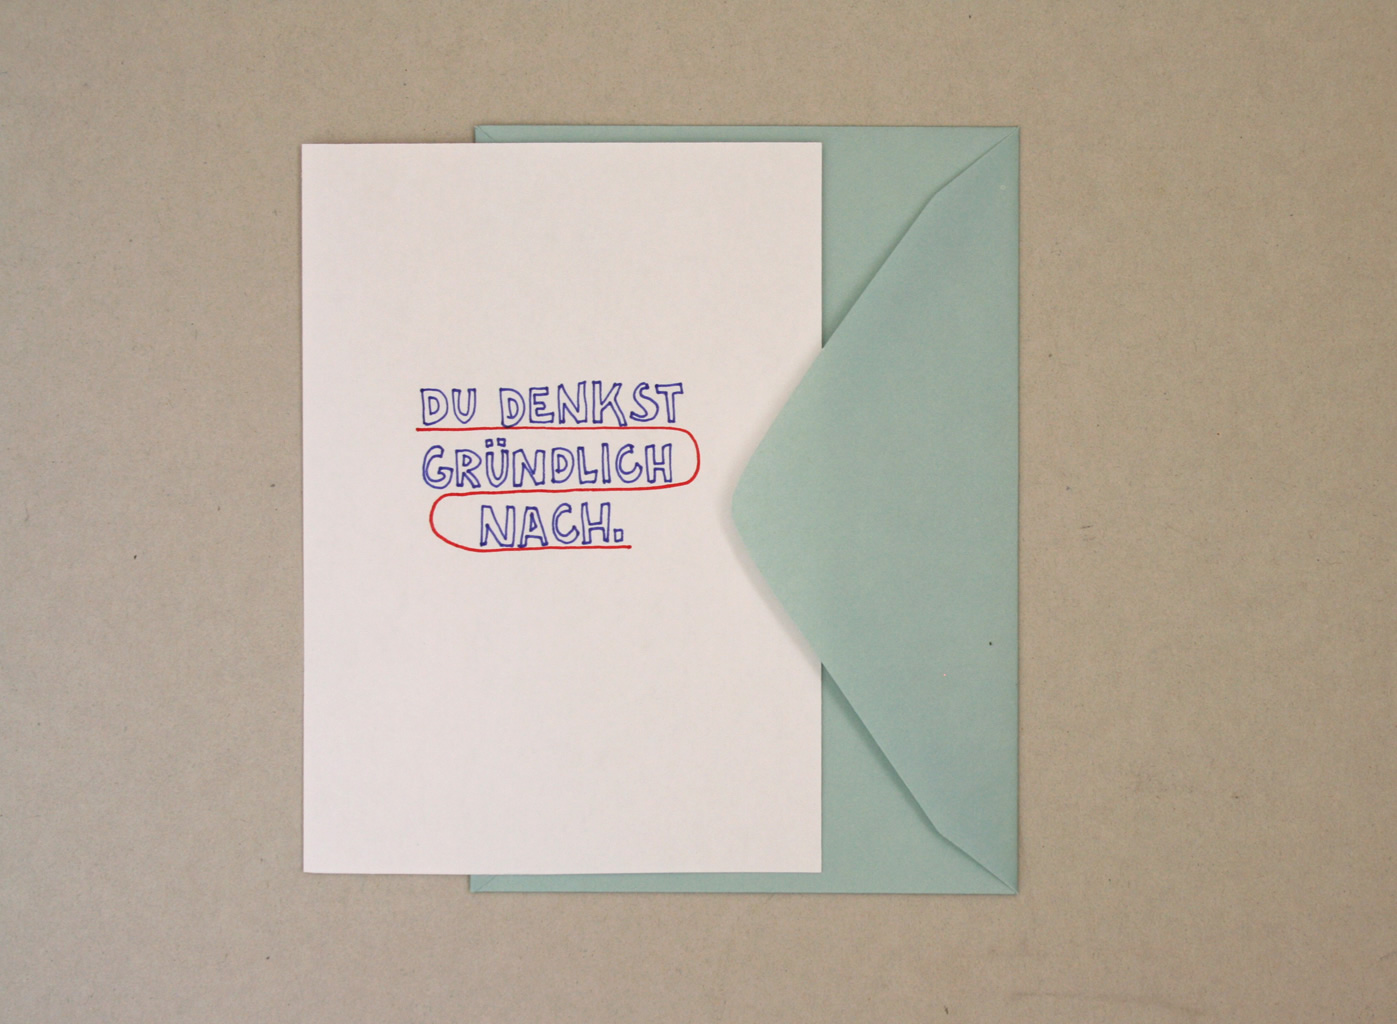 DU DENKST
GRÜNDLICH
NACH.